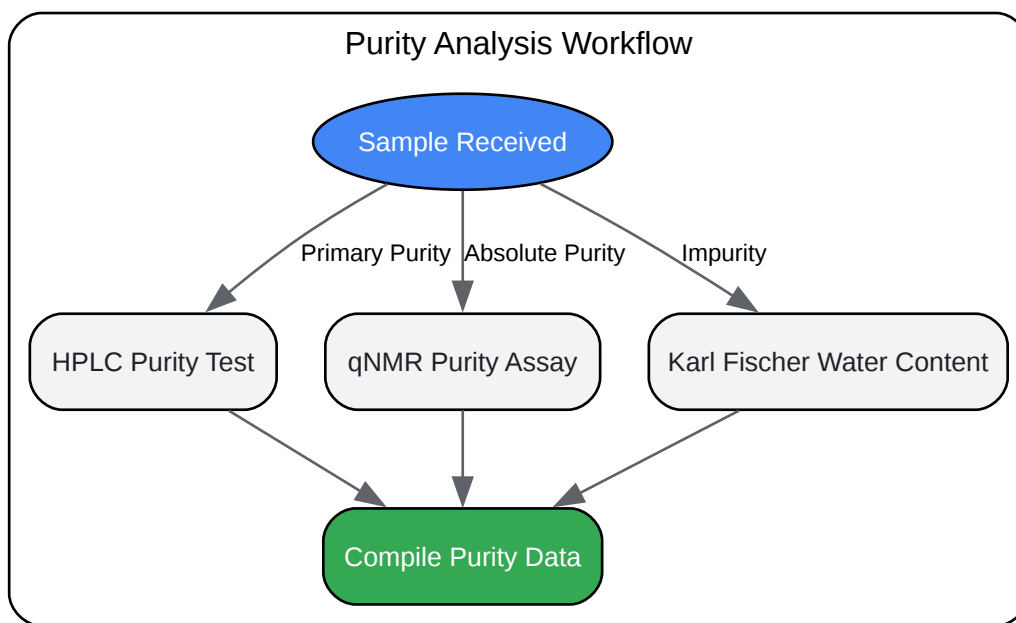 Purity Analysis Workflow
Sample Received
Primary Purity
Absolute Purity
Impurity
HPLC Purity Test
qNMR Purity Assay
Karl Fischer Water Content
Compile Purity Data